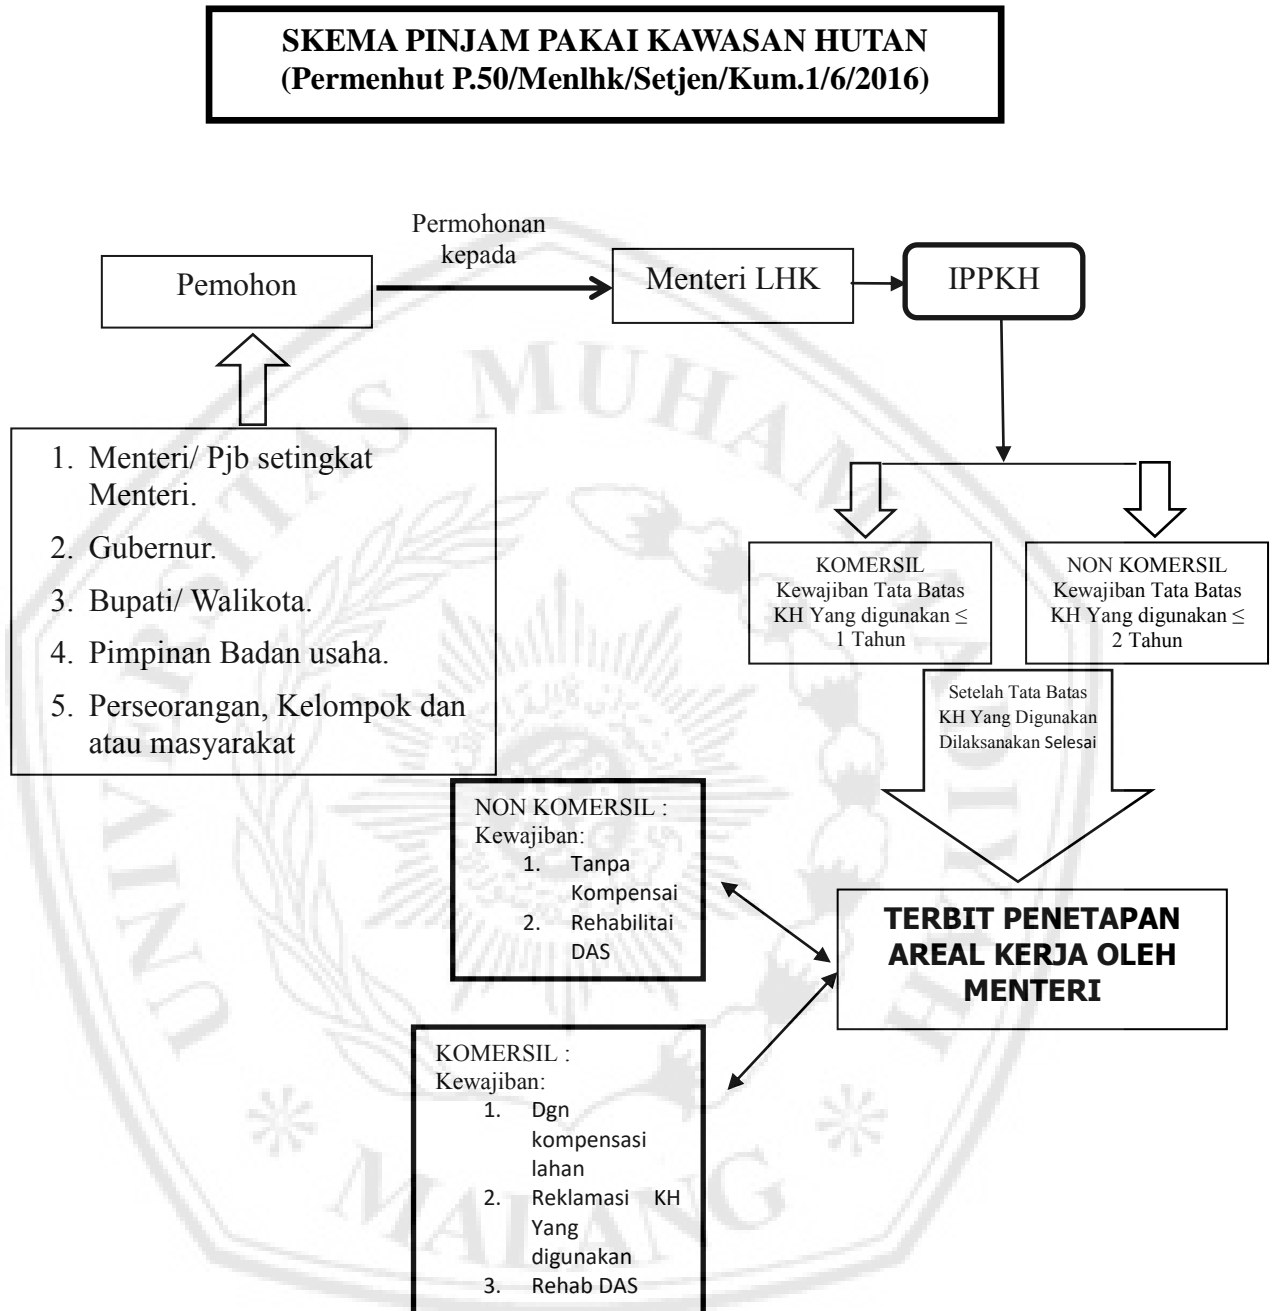 SKEMA PINJAM PAKAI KAWASAN HUTAN
(Permenhut P.50/Menlhk/Setjen/Kum.1/6/2016)
Permohonan
kepada
Pemohon
Menteri LHK
IPPKH
1. Menteri/ Pjb setingkat
Menteri.
2. Gubernur.
3. Bupati/ Walikota.
4. Pimpinan Badan usaha.
5. Perseorangan, Kelompok dan
atau masyarakat
KOMERSIL
Kewajiban Tata Batas
KH Yang digunakan ≤
1 Tahun
NON KOMERSIL
Kewajiban Tata Batas
KH Yang digunakan ≤
2 Tahun
Setelah Tata Batas
KH Yang Digunakan
Dilaksanakan Selesai
NON KOMERSIL :
Kewajiban:
1. Tanpa
Kompensai
2. Rehabilitai
DAS
TERBIT PENETAPAN
AREAL KERJA OLEH
MENTERI
KOMERSIL :
Kewajiban:
1. Dgn
kompensasi
lahan
2. Reklamasi KH
Yang
digunakan
3. Rehab DAS
UNIVERSITAS MUHAMMADIYAH
MALANG